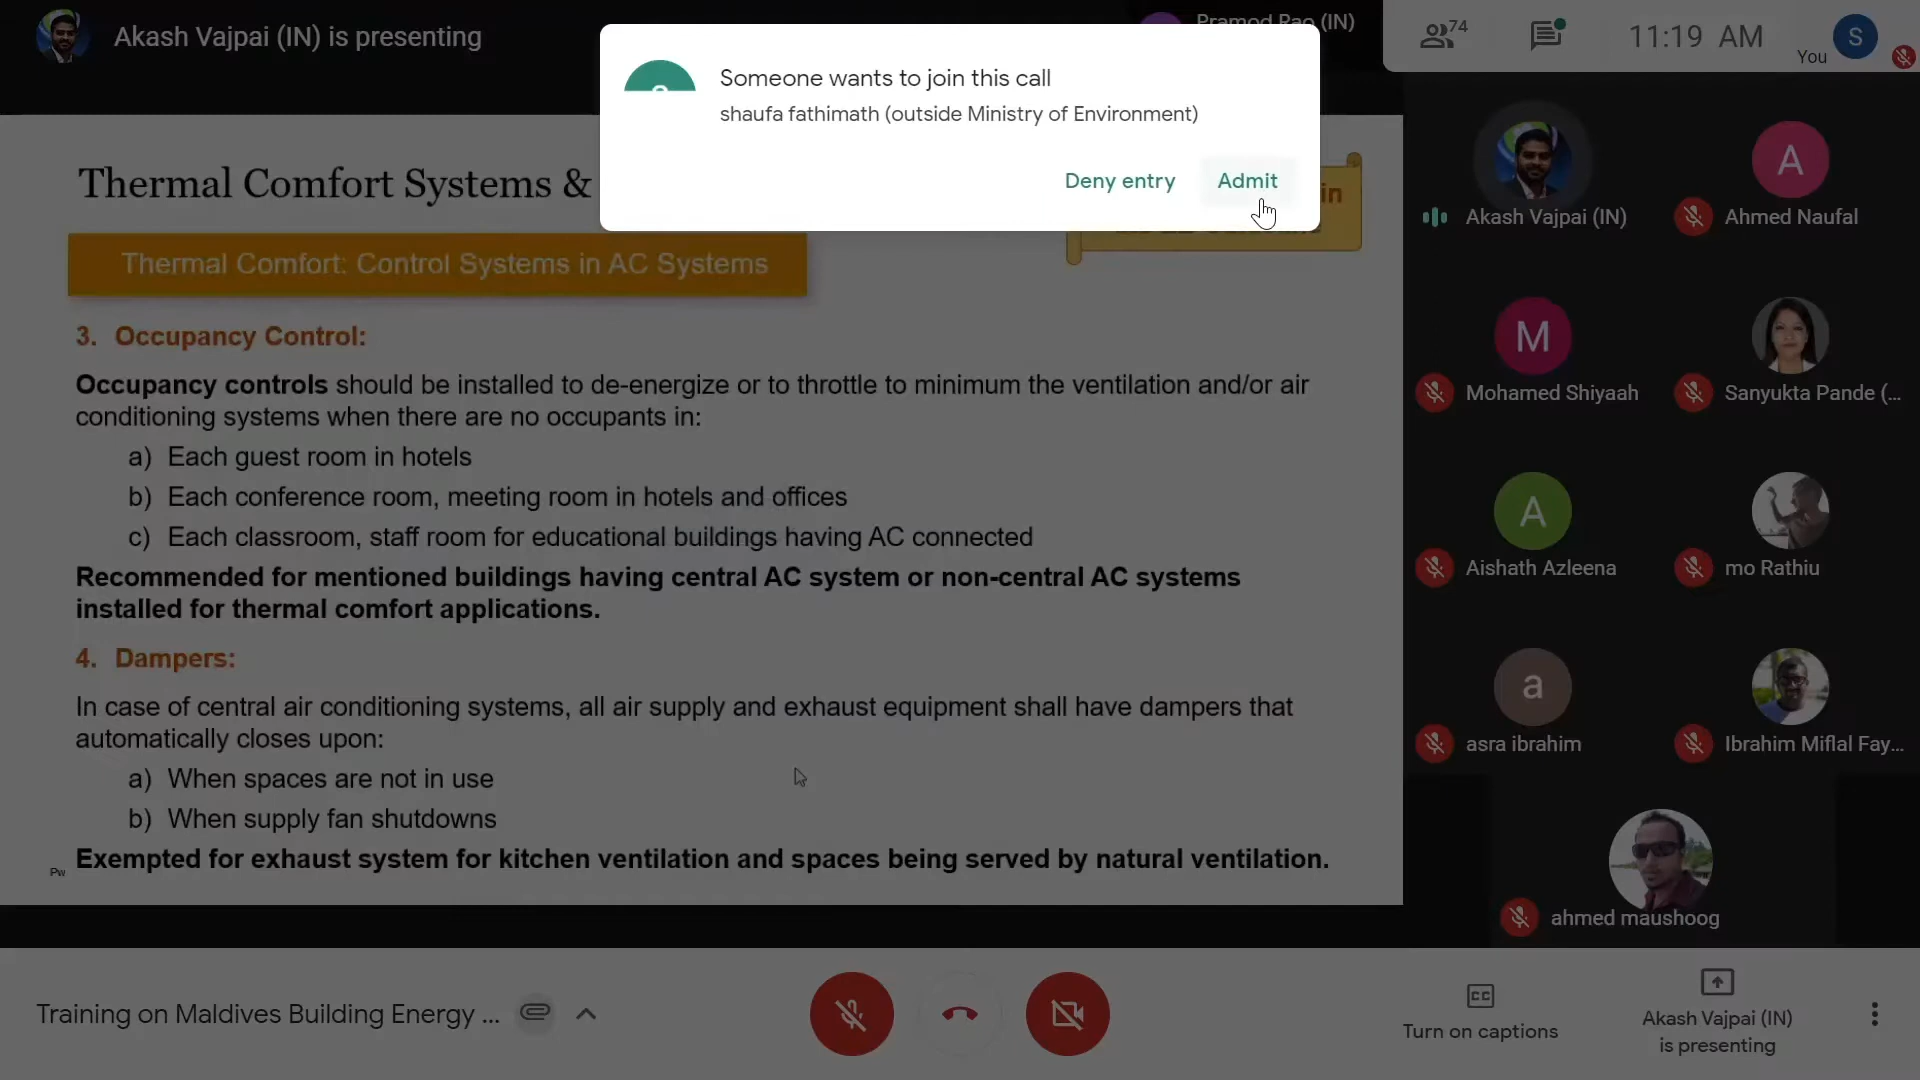 Akash Vajpai (IN) is presenting
Pramod Rao (IN)
74
11:19 AM
You
S
Someone wants to join this call
shaufa fathimath (outside Ministry of Environment)
Deny entry
Admit
Thermal Comfort Systems &
in
Thermal Comfort: Control Systems in AC Systems
3. Occupancy Control:
Occupancy controls should be installed to de-energize or to throttle to minimum the ventilation and/or air
conditioning systems when there are no occupants in:
a) Each guest room in hotels
b) Each conference room, meeting room in hotels and offices
c) Each classroom, staff room for educational buildings having AC connected
Recommended for mentioned buildings having central AC system or non-central AC systems
installed for thermal comfort applications.
4. Dampers:
In case of central air conditioning systems, all air supply and exhaust equipment shall have dampers that
automatically closes upon:
a) When spaces are not in use
b) When supply fan shutdowns
Exempted for exhaust system for kitchen ventilation and spaces being served by natural ventilation.
Pw
Akash Vajpai (IN)
A
Ahmed Naufal
M
Mohamed Shiyaah
Sanyukta Pande (...
A
Aishath Azleena
mo Rathiu
a
asra ibrahim
Ibrahim Miflal Fay...
ahmed maushoog
Training on Maldives Building Energy ...
CC
Turn on captions
Akash Vajpai (IN)
is presenting